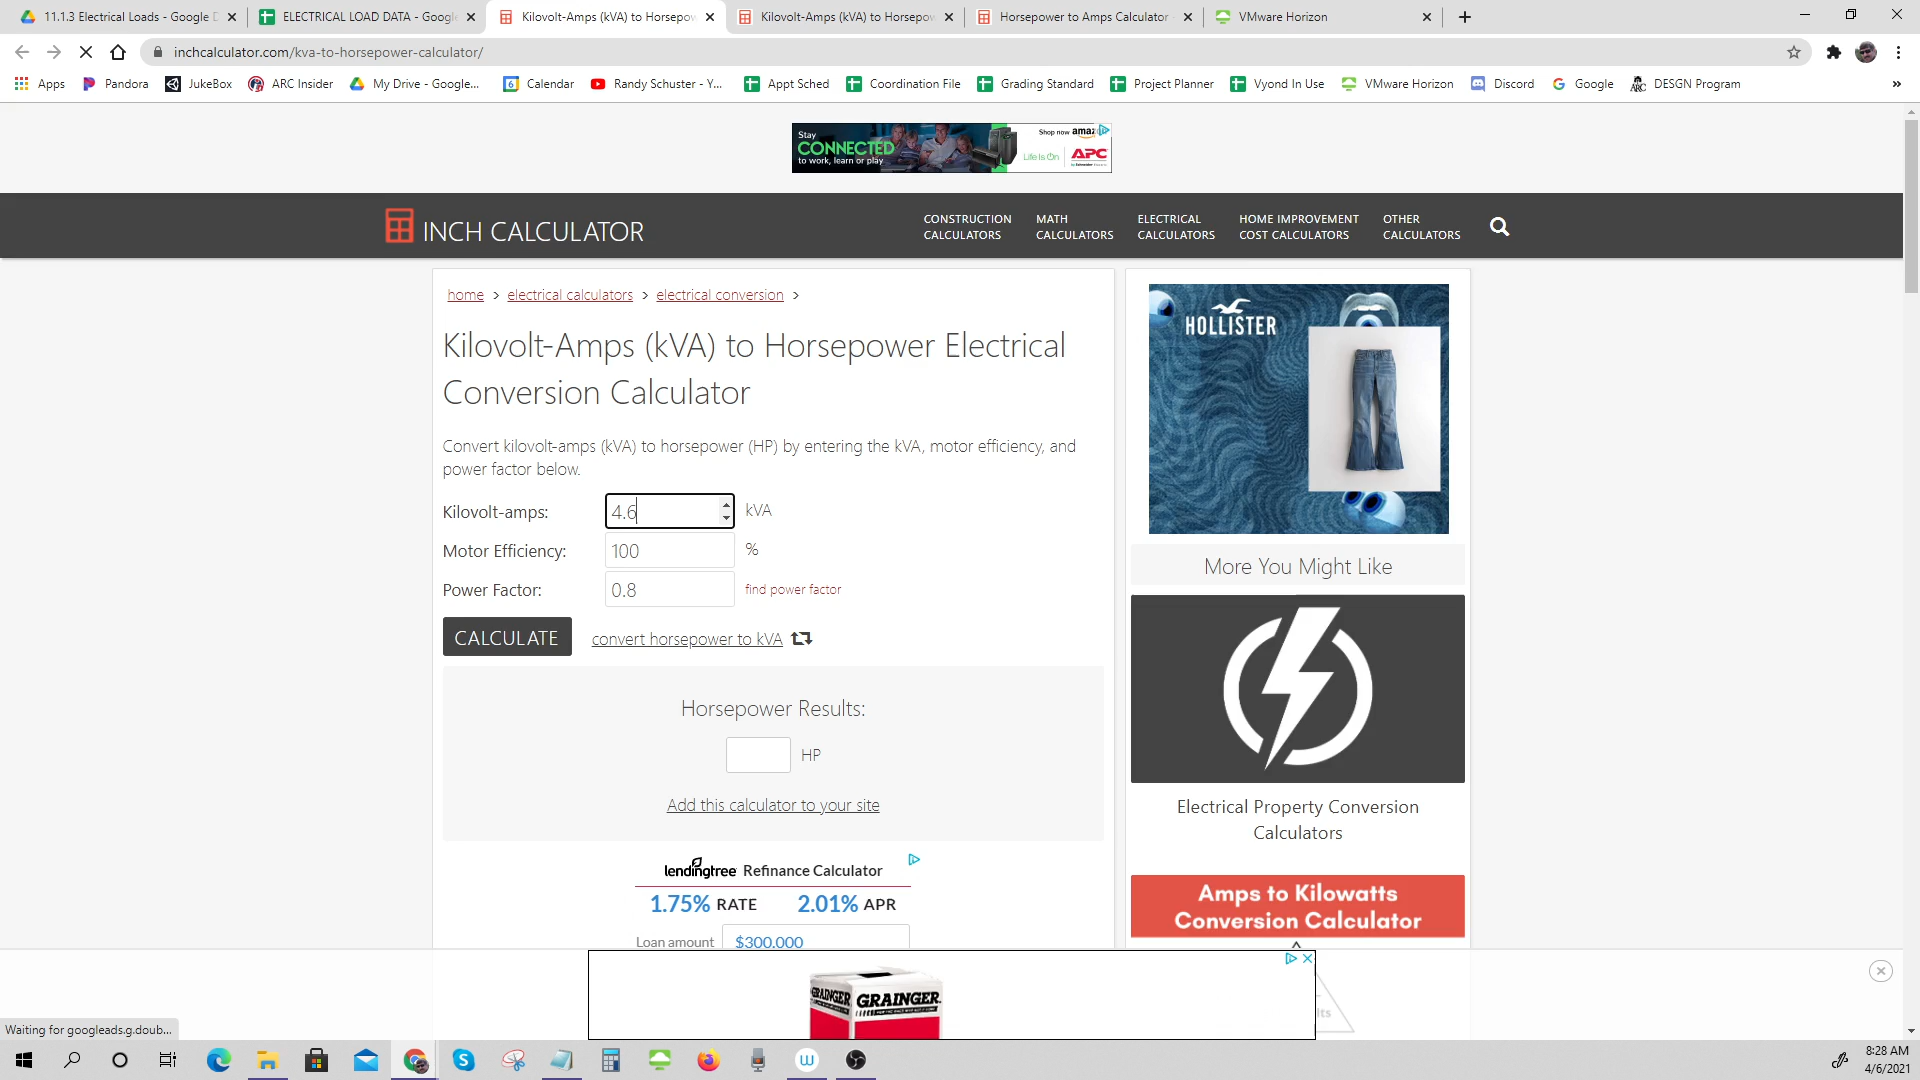 11.1.3 Electrical Loads - Google D
ELECTRICAL LOAD DATA - Google
Kilovolt-Amps (kVA) to Horsepow
Kilovolt-Amps (kVA) to Horsepow
Horsepower to Amps Calculator
VMware Horizon
inchcalculator.com/kva-to-horsepower-calculator/
Apps
Pandora
JukeBox
ARC Insider
My Drive - Google...
Calendar
Randy Schuster - Y...
Appt Sched
Coordination File
Grading Standard
Project Planner
Vyond In Use
VMware Horizon
Discord
Google
DESGN Program
Stay
CONNECTED
to work, learn or play
Shop now
Life Is On
APC
INCH CALCULATOR
CONSTRUCTION
CALCULATORS
MATH
CALCULATORS
ELECTRICAL
CALCULATORS
HOME IMPROVEMENT
COST CALCULATORS
OTHER
CALCULATORS
home > electrical calculators > electrical conversion >
Kilovolt-Amps (kVA) to Horsepower Electrical
Conversion Calculator
Convert kilovolt-amps (kVA) to horsepower (HP) by entering the kVA, motor efficiency, and
power factor below.
Kilovolt-amps: 4.6 kVA
Motor Efficiency: 100 %
Power Factor: 0.8 find power factor
CALCULATE convert horsepower to kVA
Horsepower Results:
HP
Add this calculator to your site
lendingtree Refinance Calculator
1.75% RATE 2.01% APR
Loan amount $300,000
HOLLISTER
More You Might Like
Electrical Property Conversion
Calculators
Amps to Kilowatts
Conversion Calculator
GRAINGER
GRAINGER
Waiting for googleads.g.doub...
8:28 AM
4/6/2021